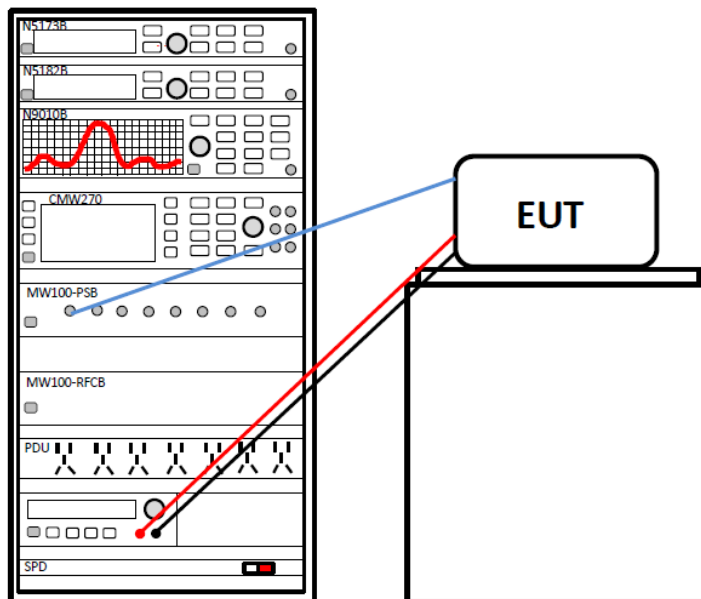 N5173B
N5182B
N9010B
CMW270
EUT
MW100-PSB
MW100-RFCB
PDU
SPD